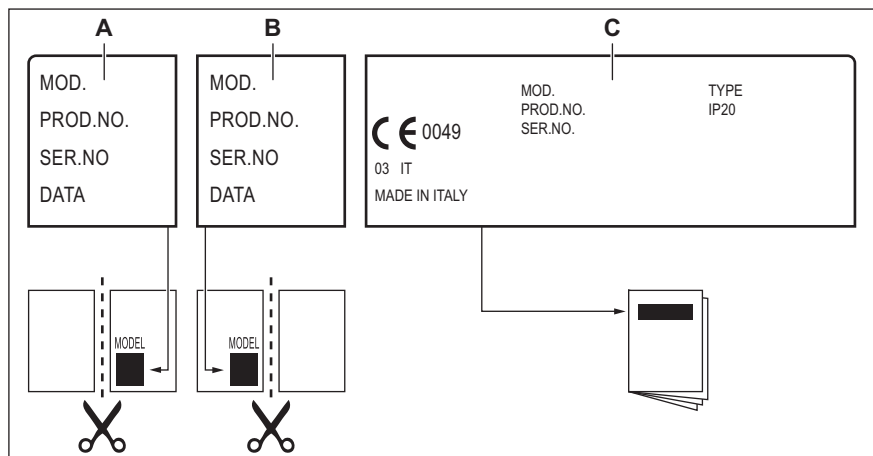 A
MOD.
PROD.NO.
SER.NO
DATA
MODEL
B
MOD.
PROD.NO.
SER.NO
DATA
MODEL
C
CE 0049
03 IT
MADE IN ITALY
MOD.
PROD.NO.
SER.NO.
TYPE
IP20